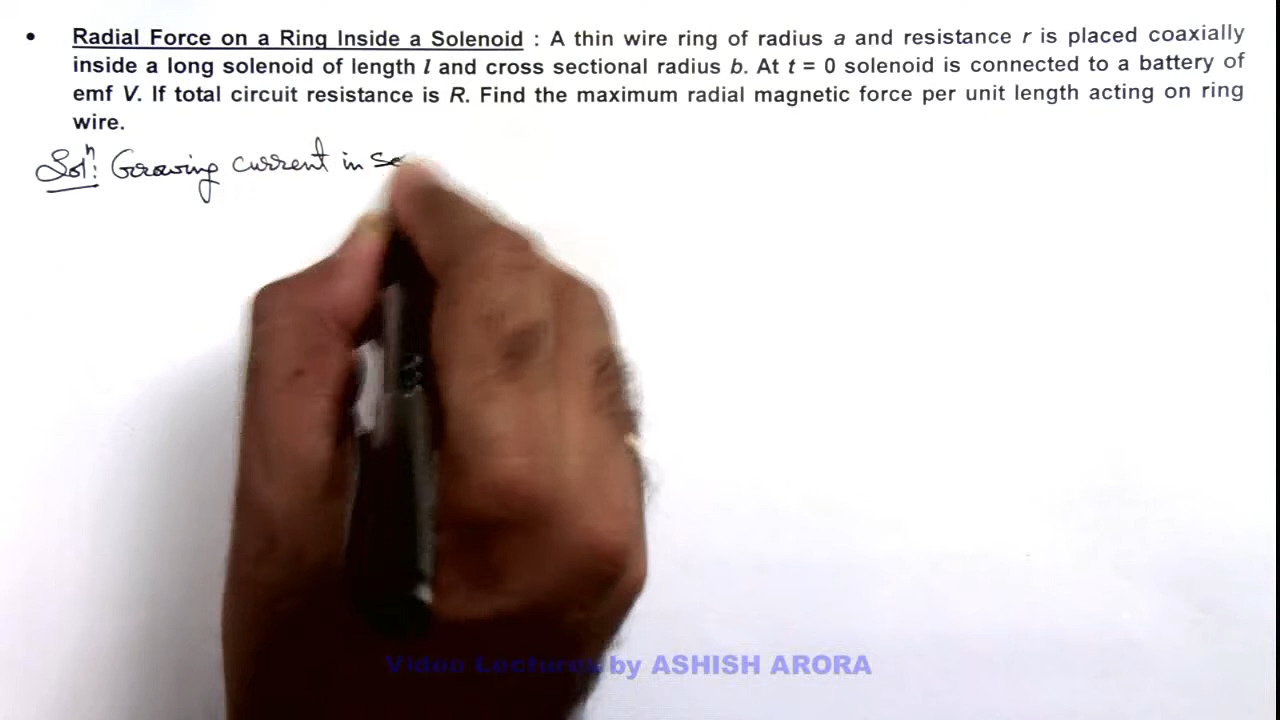 • Radial Force on a Ring Inside a Solenoid : A thin wire ring of radius a and resistance r is placed coaxially
inside a long solenoid of length l and cross sectional radius b. At t = 0 solenoid is connected to a battery of
emf V. If total circuit resistance is R. Find the maximum radial magnetic force per unit length acting on ring
wire.
Solⁿ: Growing current in
Video Lectures by ASHISH ARORA